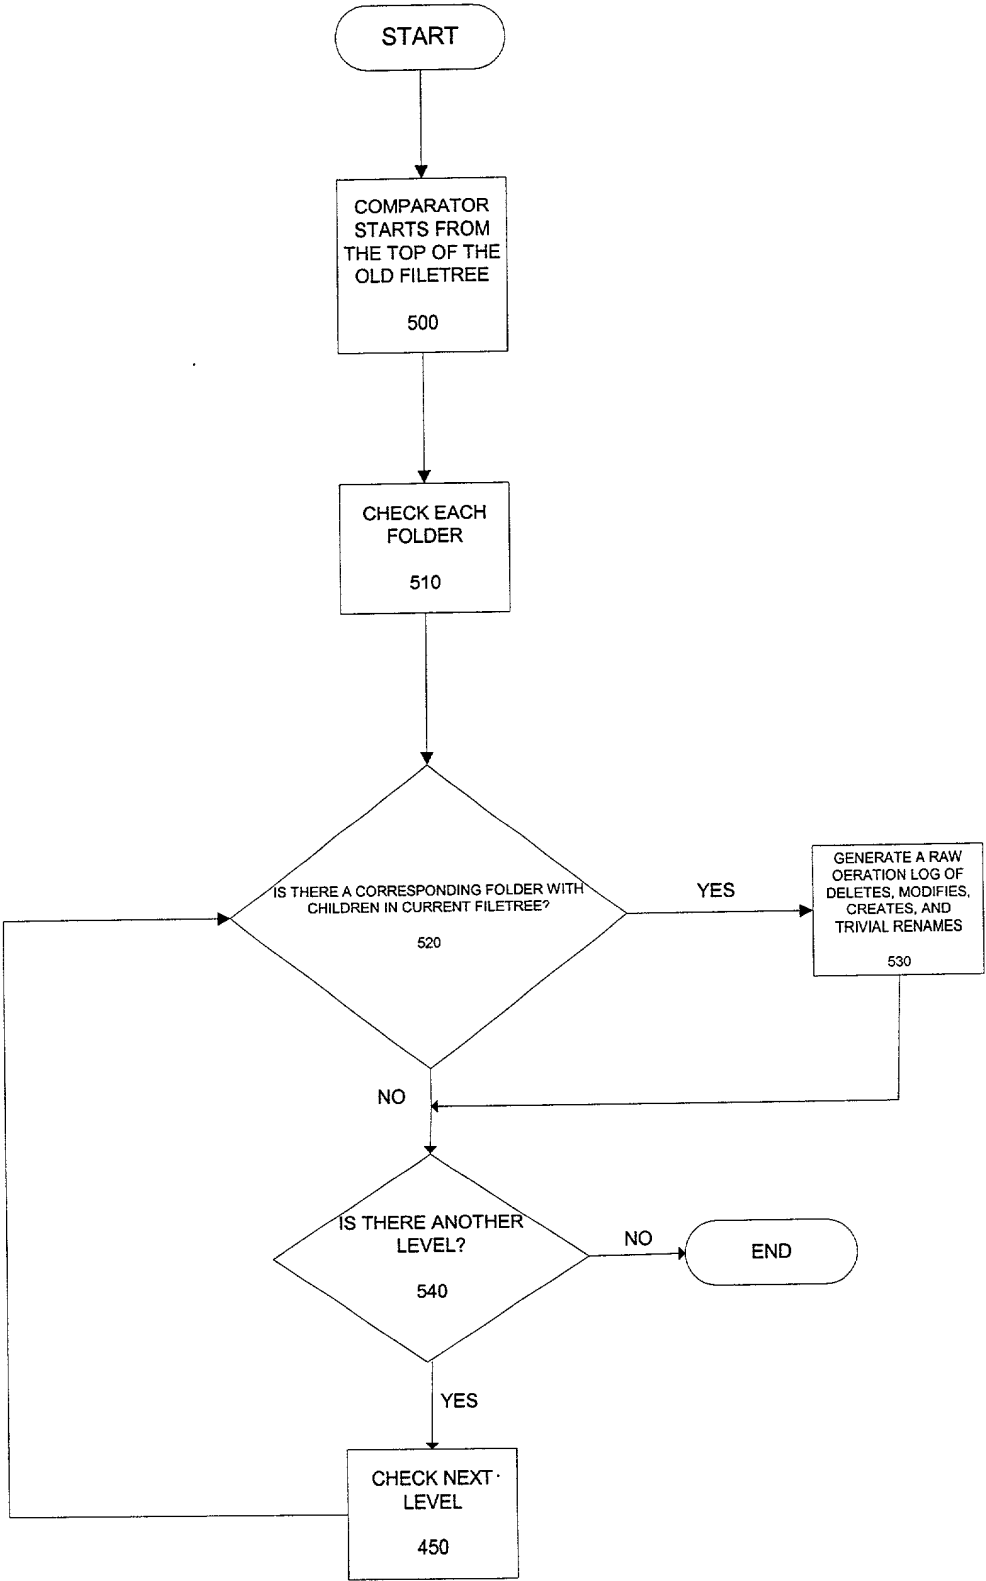 START
COMPARATOR
STARTS FROM
THE TOP OF THE
OLD FILETREE
500
CHECK EACH
FOLDER
510
IS THERE A CORRESPONDING FOLDER WITH
CHILDREN IN CURRENT FILETREE?
520
YES
GENERATE A RAW
OERATION LOG OF
DELETES, MODIFIES,
CREATES, AND
TRIVIAL RENAMES
530
NO
IS THERE ANOTHER
LEVEL?
540
NO
END
YES
CHECK NEXT
LEVEL
450